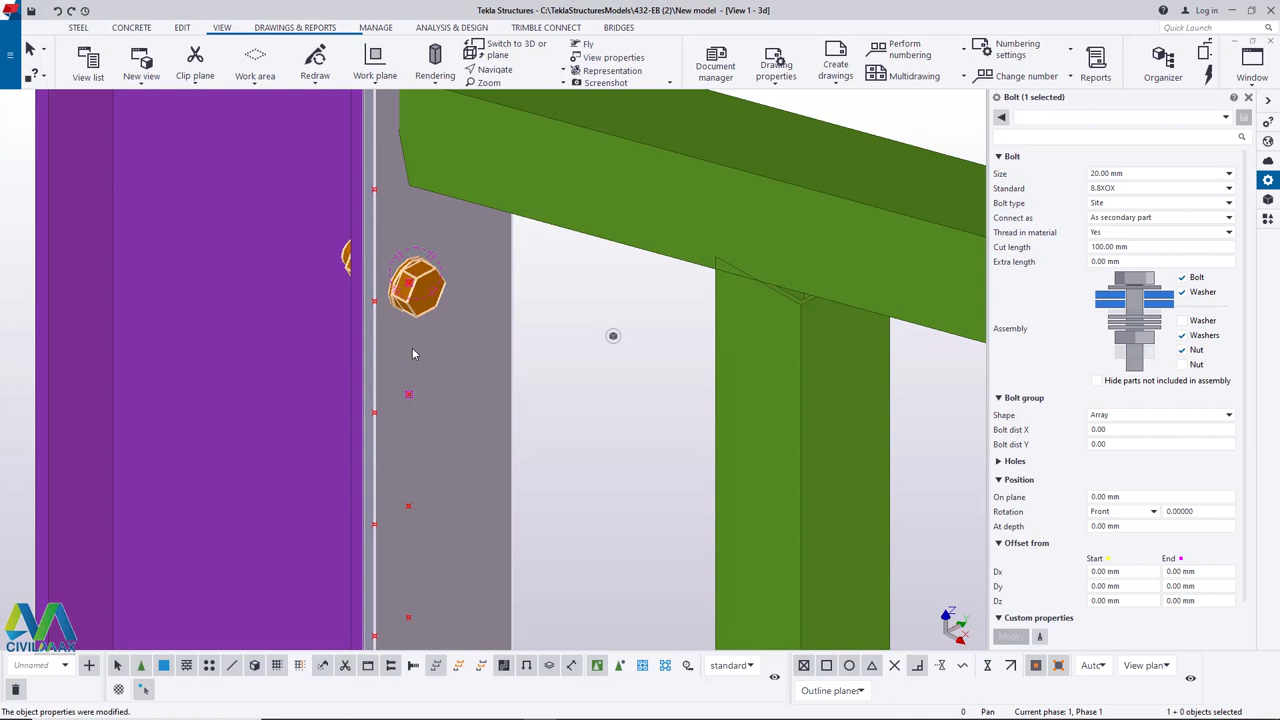 Tekla Structures - C:\TeklaStructuresModels\432-EB (2)\New model - [View 1 - 3d]
Log in
STEEL CONCRETE EDIT VIEW DRAWINGS & REPORTS MANAGE ANALYSIS & DESIGN TRIMBLE CONNECT BRIDGES Quick Launch
View list
New view
Clip plane
Work area
Redraw
Work plane
Rendering
Switch to 3D or plane
Navigate
Zoom
Fly
View properties
Representation
Screenshot
Document manager
Drawing properties
Create drawings
Perform numbering
Multidrawing
Numbering settings
Change number
Reports
Window
Bolt (1 selected)
Bolt
Size 20.00 mm
Standard 8.8XOX
Bolt type Site
Connect as As secondary part
Thread in material Yes
Cut length 100.00 mm
Extra length 0.00 mm
Assembly
Bolt
Washer
Washer
Washers
Nut
Nut
Hide parts not included in assembly
Bolt group
Shape Array
Bolt dist X 0.00
Bolt dist Y 0.00
Holes
Position
On plane 0.00 mm
Rotation Front 0.00000
At depth 0.00 mm
Offset from
Start End
Dx 0.00 mm 0.00 mm
Dy 0.00 mm 0.00 mm
Dz 0.00 mm 0.00 mm
Custom properties
Modify
CIVILMAX
Unnamed
standard
Auto
View plan
Outline planes
The object properties were modified.
0 Pan Current phase: 1, Phase 1 1 + 0 objects selected